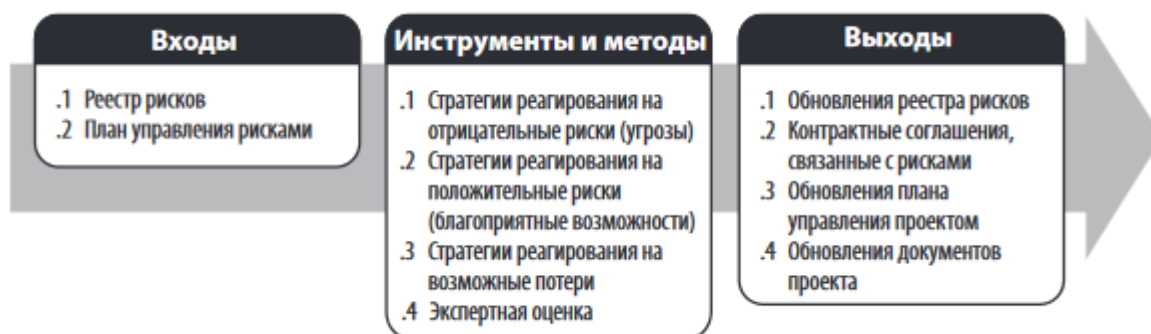 Входы
.1 Реестр рисков
.2 План управления рисками
Инструменты и методы
.1 Стратегии реагирования на
отрицательные риски (угрозы)
.2 Стратегии реагирования на
положительные риски
(благоприятные возможности)
.3 Стратегии реагирования на
возможные потери
.4 Экспертная оценка
Выходы
.1 Обновления реестра рисков
.2 Контрактные соглашения,
связанные с рисками
.3 Обновления плана
управления проектом
.4 Обновления документов
проекта